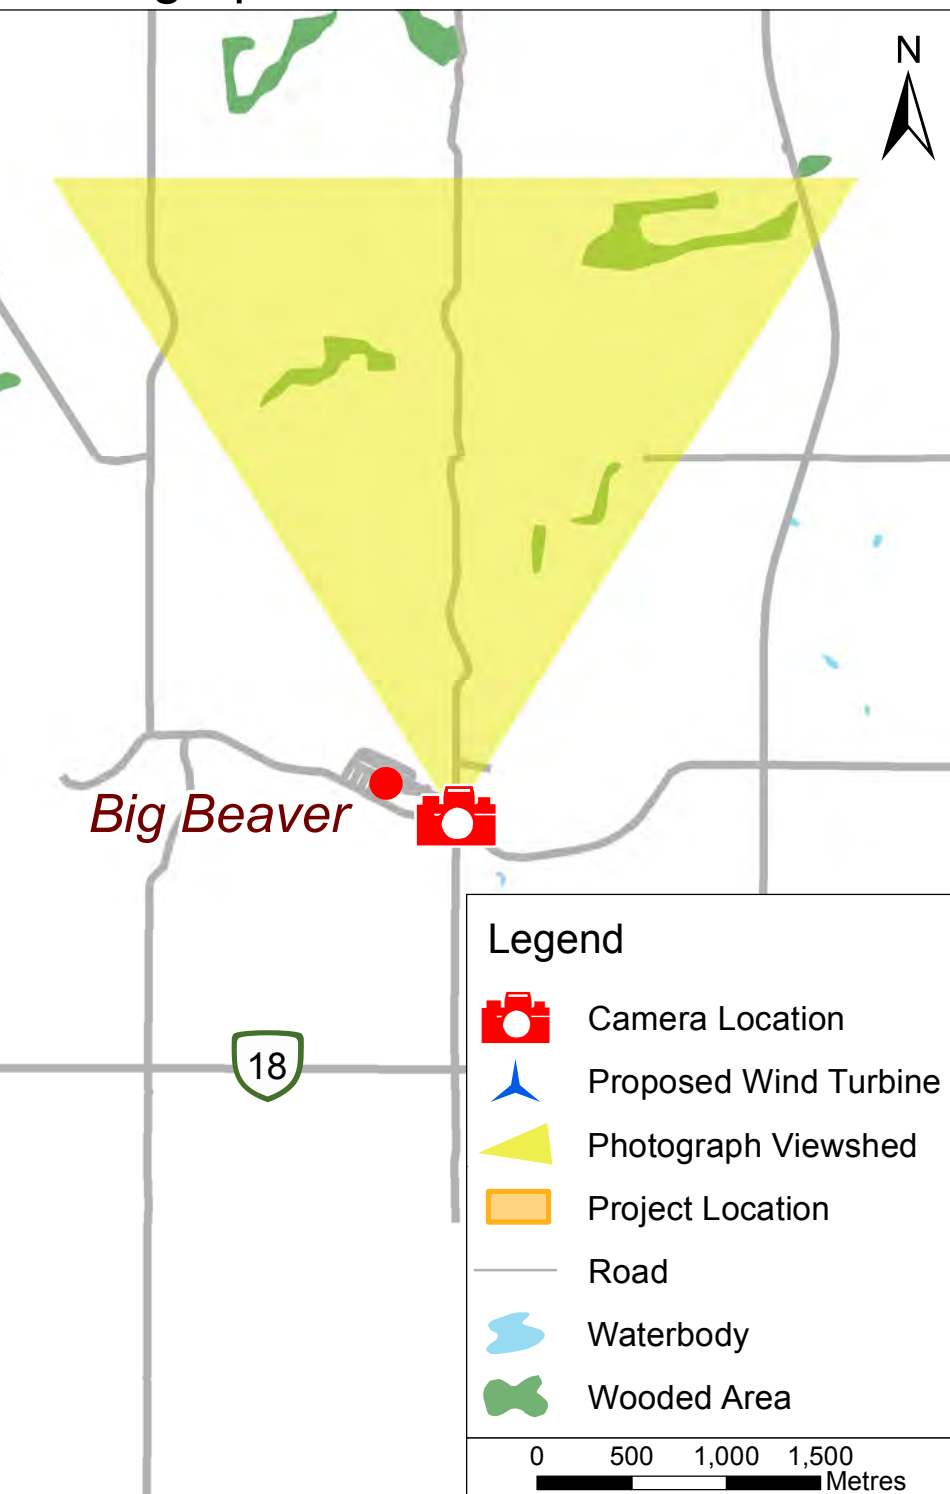 N
Big Beaver
18
Legend
Camera Location
Proposed Wind Turbine
Photograph Viewshed
Project Location
Road
Waterbody
Wooded Area
0 500 1,000 1,500
Metres